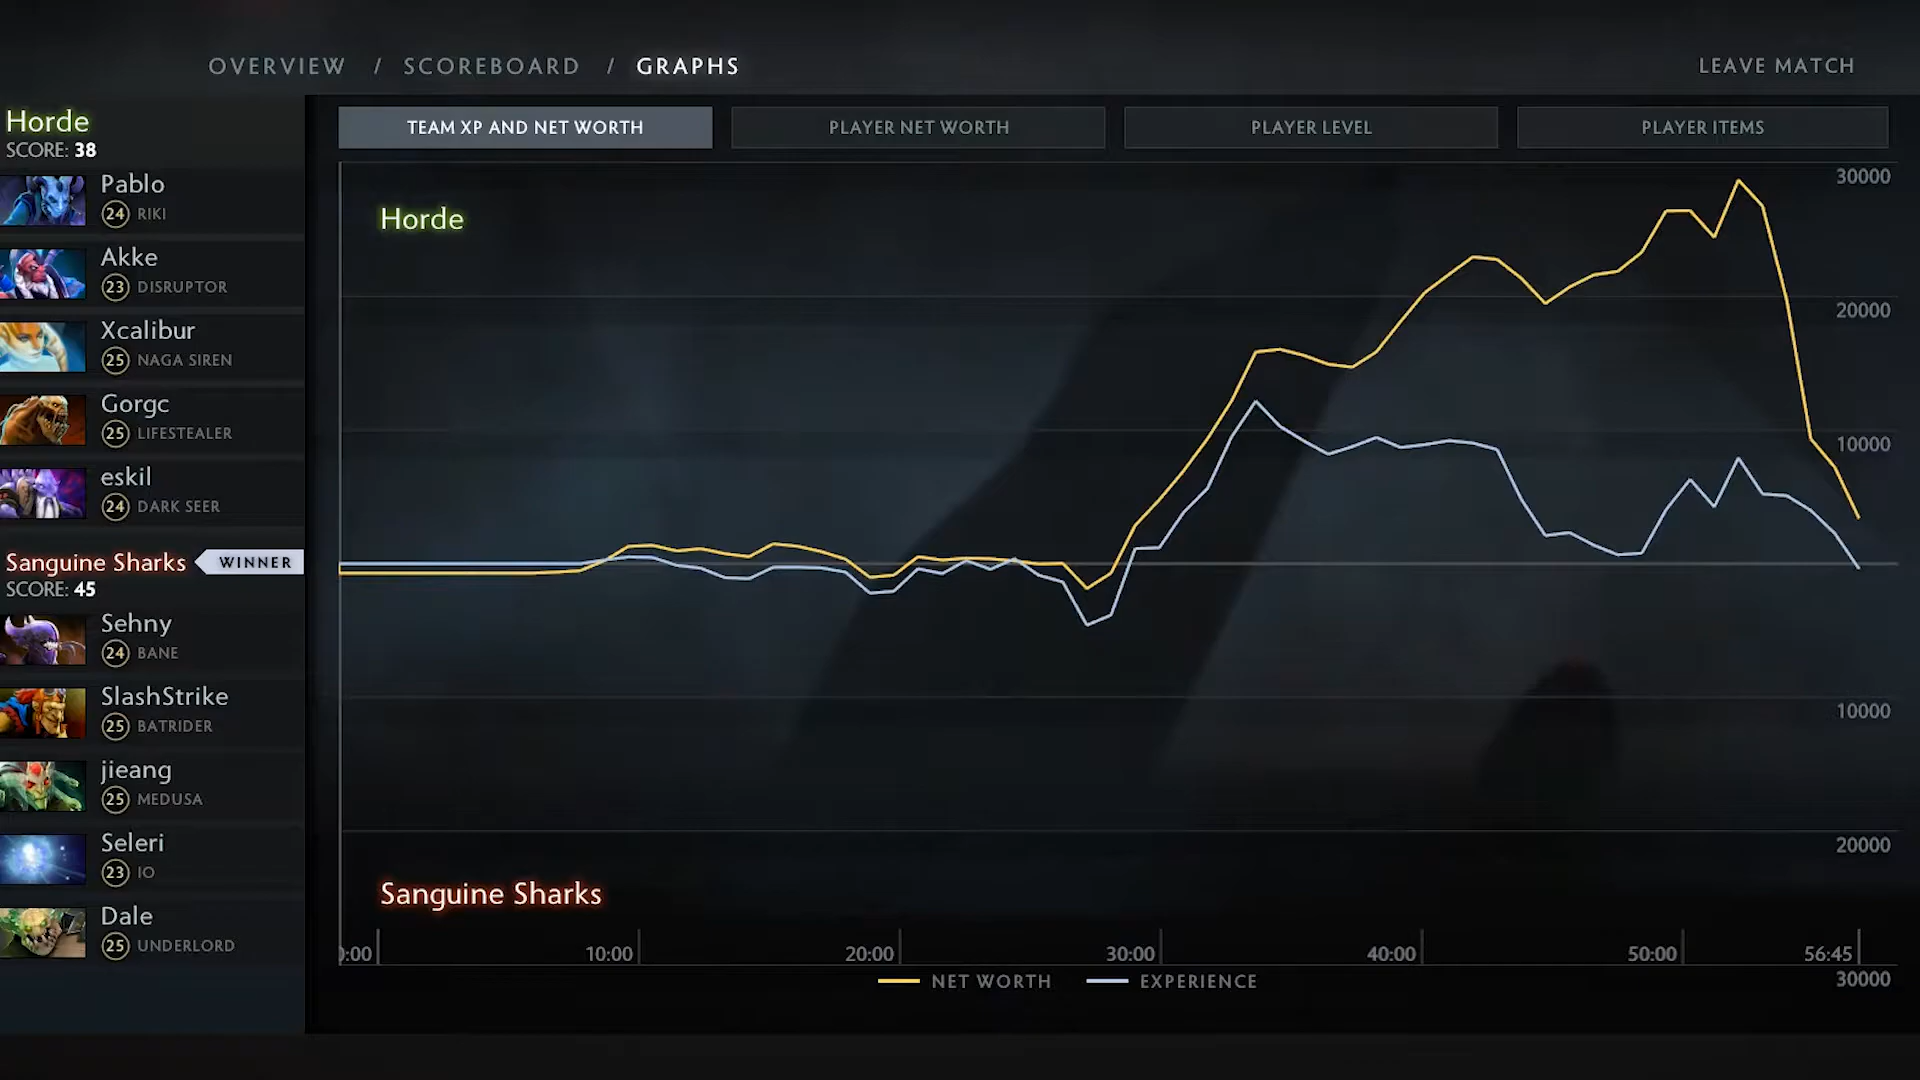 OVERVIEW / SCOREBOARD / GRAPHS
LEAVE MATCH
Horde
SCORE: 38
Pablo
24 RIKI
Akke
23 DISRUPTOR
Xcalibur
25 NAGA SIREN
Gorgc
25 LIFESTEALER
eskil
24 DARK SEER
Sanguine Sharks WINNER
SCORE: 45
Sehny
24 BANE
SlashStrike
25 BATRIDER
jieang
25 MEDUSA
Seleri
23 IO
Dale
25 UNDERLORD
TEAM XP AND NET WORTH
PLAYER NET WORTH
PLAYER LEVEL
PLAYER ITEMS
Horde
30000
20000
10000
10000
20000
30000
Sanguine Sharks
0:00 10:00 20:00 30:00 40:00 50:00 56:45
NET WORTH EXPERIENCE